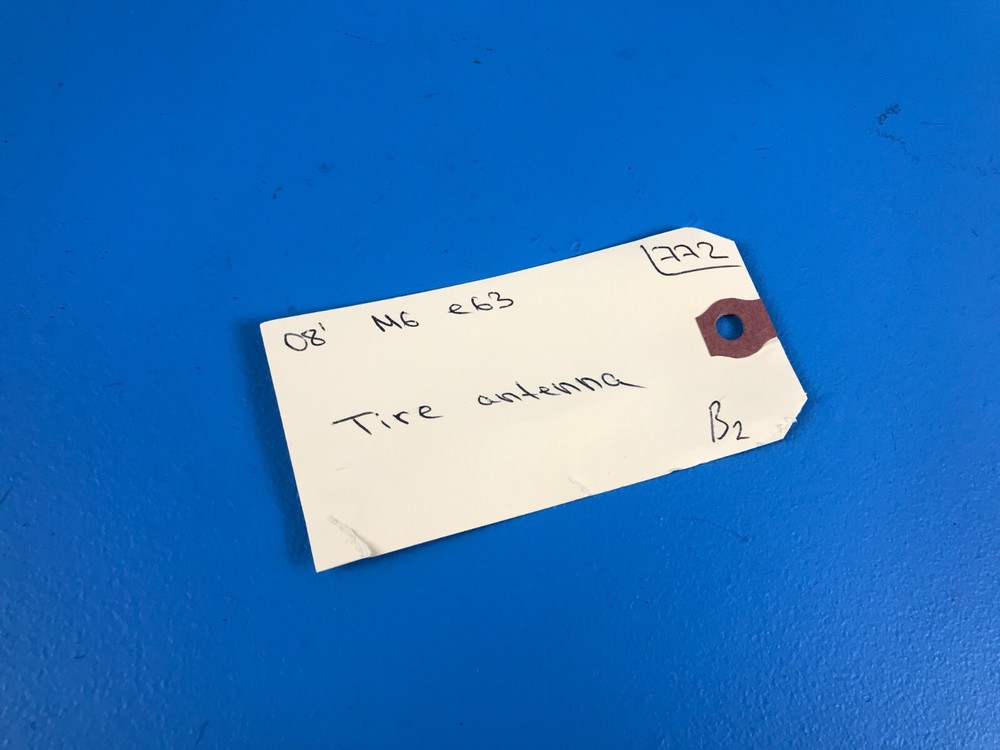 772
08' M6 e63
Tire antenna
B2